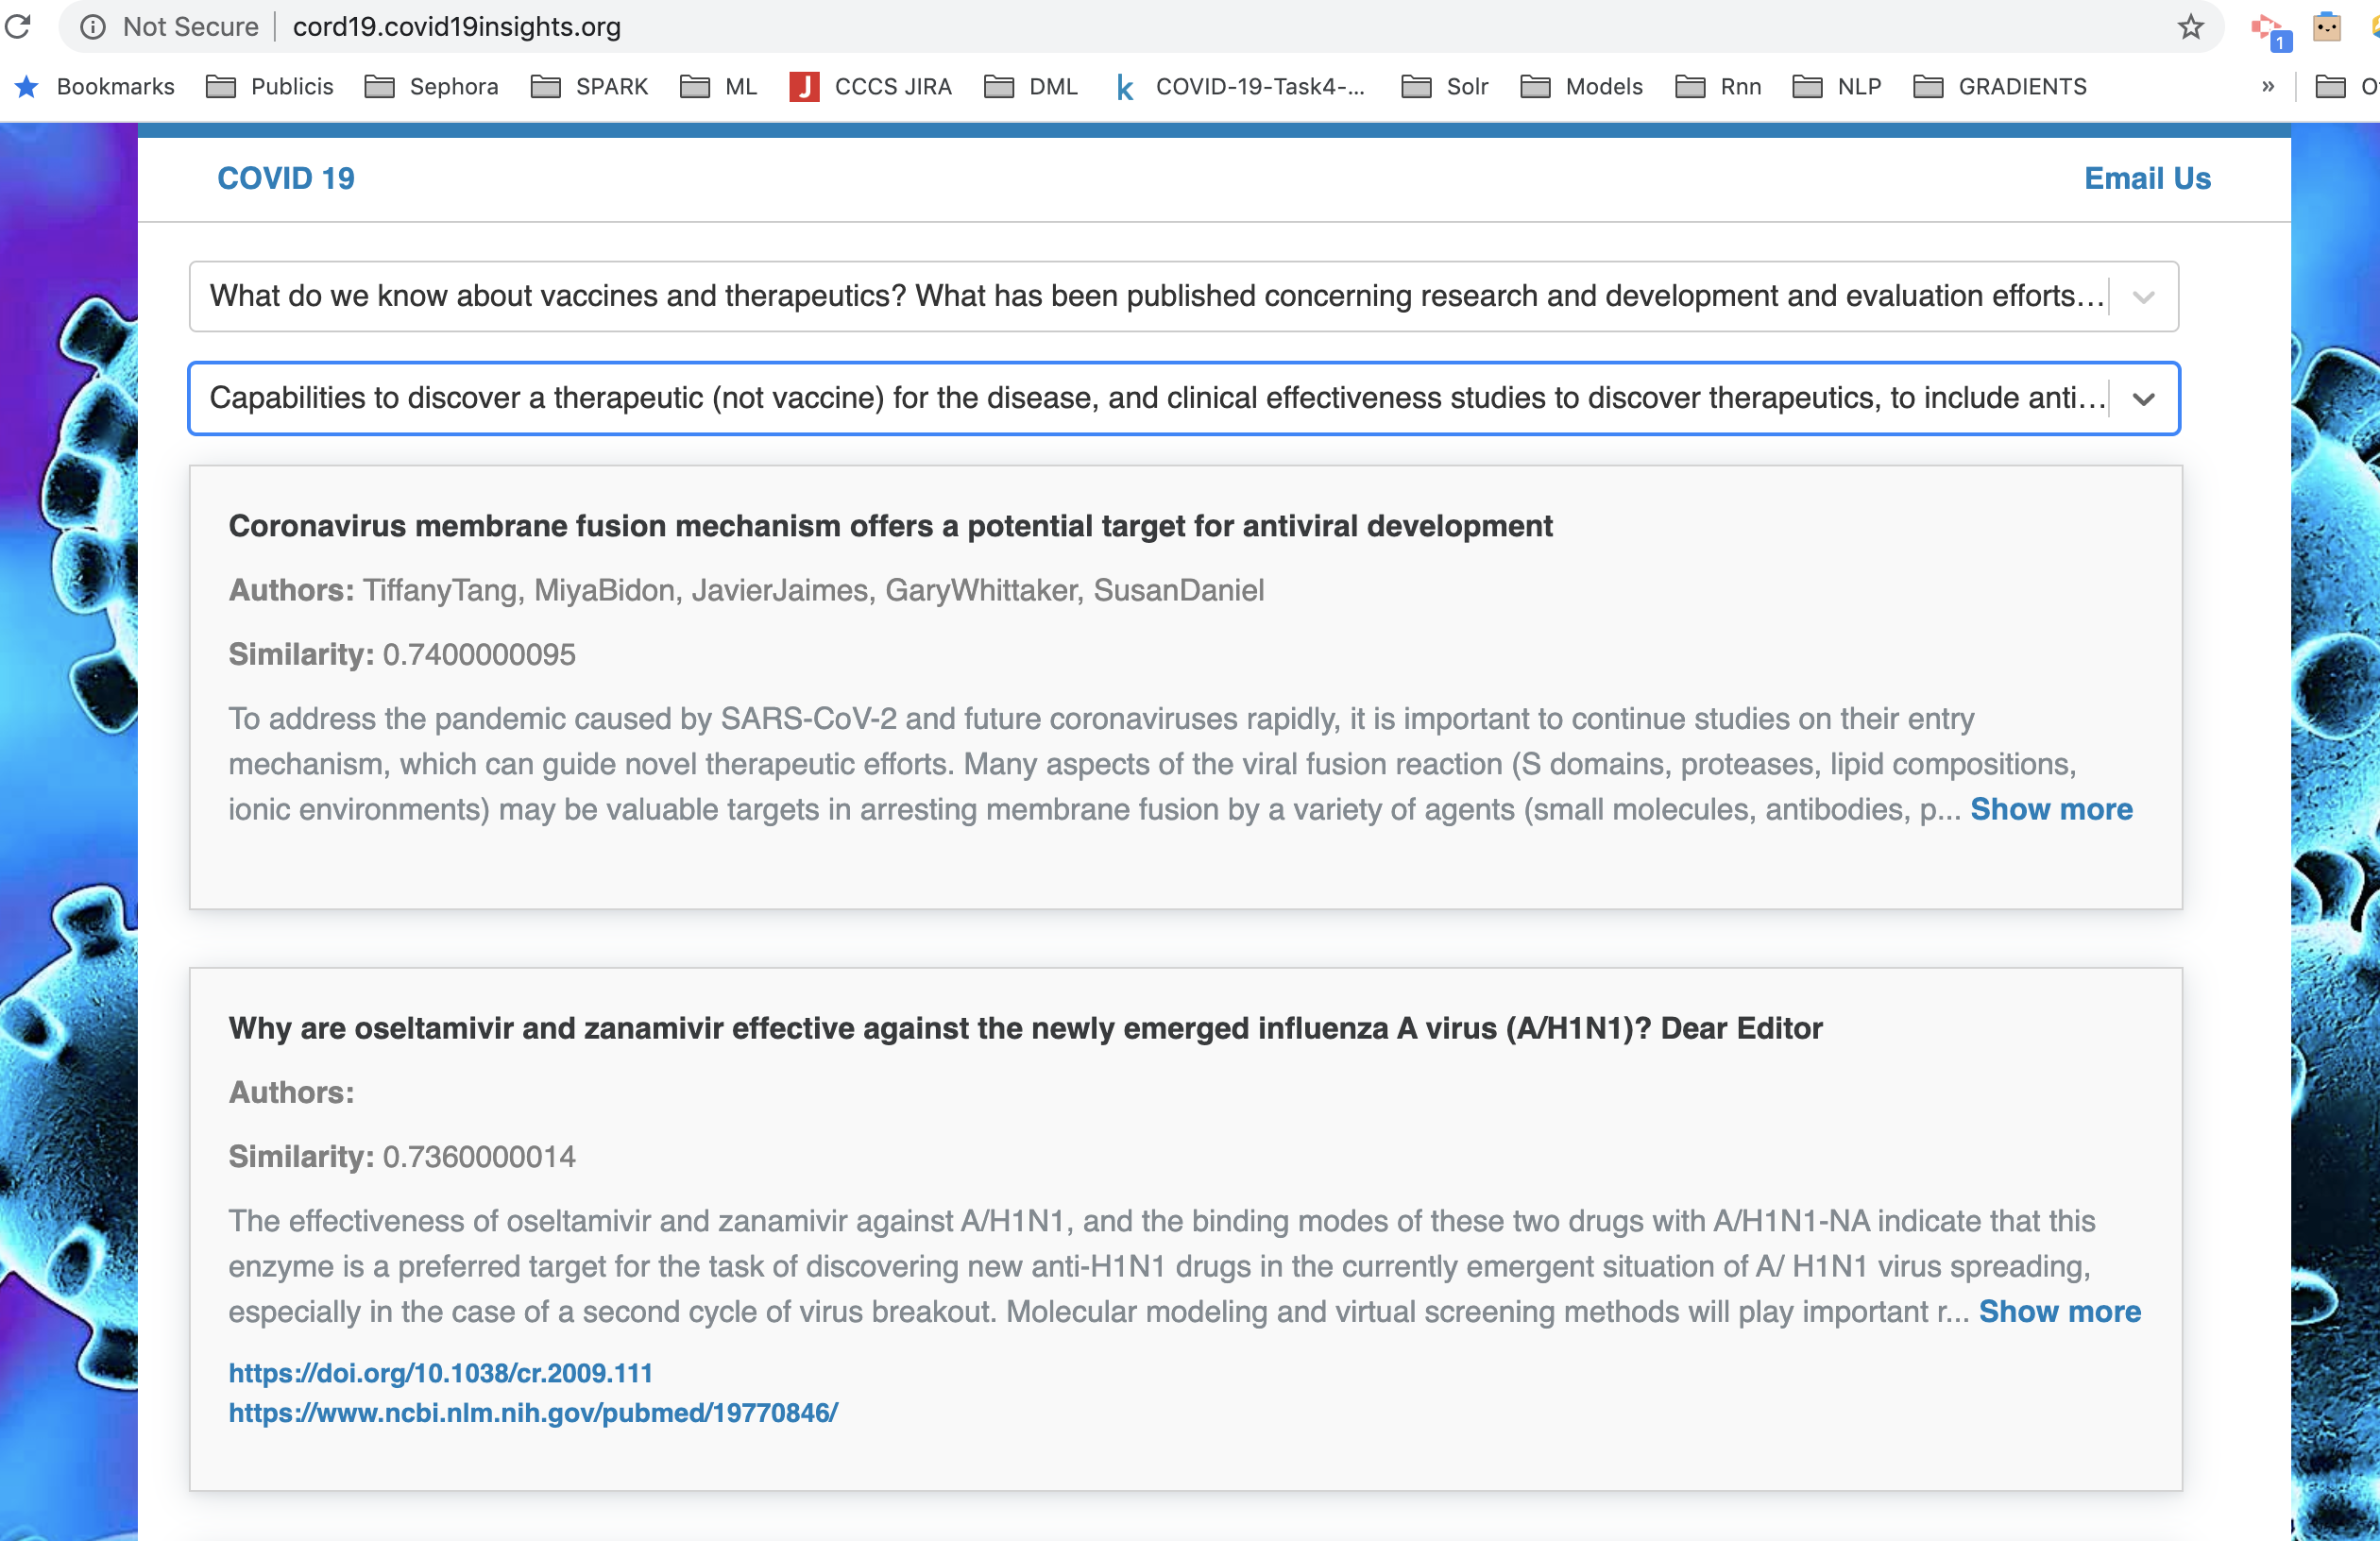 Not Secure cord19.covid19insights.org
1
Bookmarks Publicis Sephora SPARK ML J CCCS JIRA DML k COVID-19-Task4-... Solr Models Rnn NLP GRADIENTS »
COVID 19 Email Us
What do we know about vaccines and therapeutics? What has been published concerning research and development and evaluation efforts...
Capabilities to discover a therapeutic (not vaccine) for the disease, and clinical effectiveness studies to discover therapeutics, to include anti...
Coronavirus membrane fusion mechanism offers a potential target for antiviral development
Authors: TiffanyTang, MiyaBidon, JavierJaimes, GaryWhittaker, SusanDaniel
Similarity: 0.7400000095
To address the pandemic caused by SARS-CoV-2 and future coronaviruses rapidly, it is important to continue studies on their entry
mechanism, which can guide novel therapeutic efforts. Many aspects of the viral fusion reaction (S domains, proteases, lipid compositions,
ionic environments) may be valuable targets in arresting membrane fusion by a variety of agents (small molecules, antibodies, p... Show more
Why are oseltamivir and zanamivir effective against the newly emerged influenza A virus (A/H1N1)? Dear Editor
Authors:
Similarity: 0.7360000014
The effectiveness of oseltamivir and zanamivir against A/H1N1, and the binding modes of these two drugs with A/H1N1-NA indicate that this
enzyme is a preferred target for the task of discovering new anti-H1N1 drugs in the currently emergent situation of A/ H1N1 virus spreading,
especially in the case of a second cycle of virus breakout. Molecular modeling and virtual screening methods will play important r... Show more
https://doi.org/10.1038/cr.2009.111
https://www.ncbi.nlm.nih.gov/pubmed/19770846/